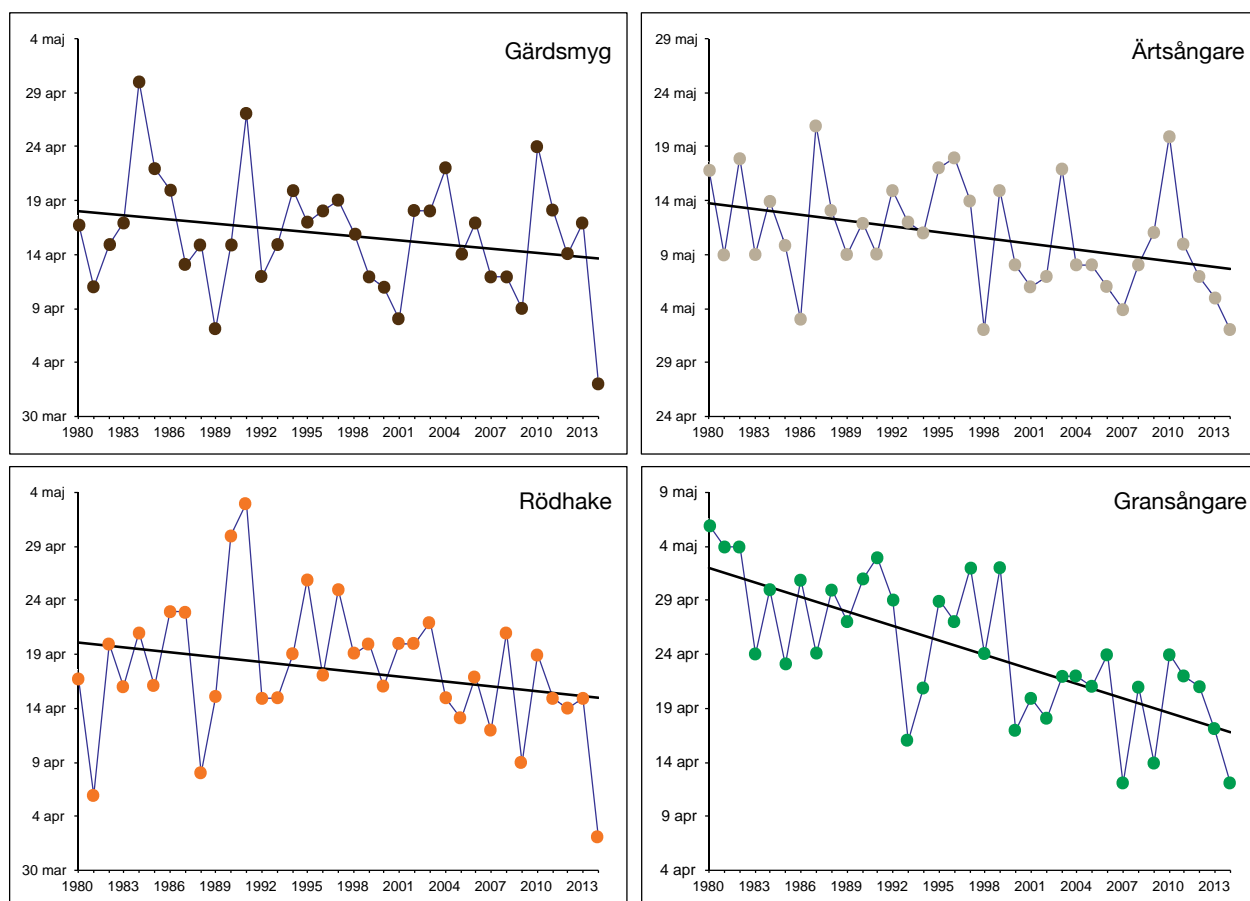 Gärdsmyg
4 maj
29 apr
24 apr
19 apr
14 apr
9 apr
4 apr
30 mar
1980 1983 1986 1989 1992 1995 1998 2001 2004 2007 2010 2013
Ärtsångare
29 maj
24 maj
19 maj
14 maj
9 maj
4 maj
29 apr
24 apr
1980 1983 1986 1989 1992 1995 1998 2001 2004 2007 2010 2013
Rödhake
4 maj
29 apr
24 apr
19 apr
14 apr
9 apr
4 apr
30 mar
1980 1983 1986 1989 1992 1995 1998 2001 2004 2007 2010 2013
Gransångare
9 maj
4 maj
29 apr
24 apr
19 apr
14 apr
9 apr
4 apr
1980 1983 1986 1989 1992 1995 1998 2001 2004 2007 2010 2013